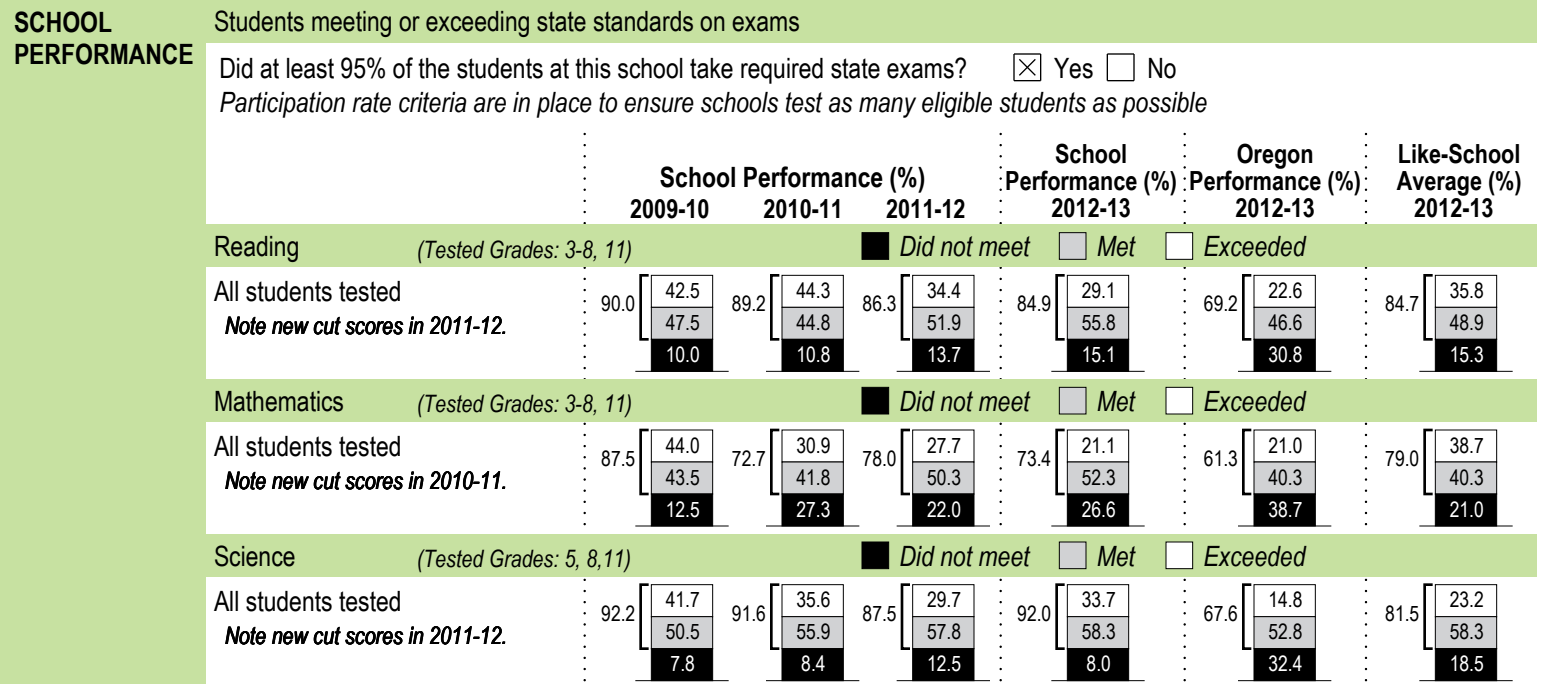 SCHOOL PERFORMANCE
Students meeting or exceeding state standards on exams
Did at least 95% of the students at this school take required state exams? ☒ Yes ☐ No
Participation rate criteria are in place to ensure schools test as many eligible students as possible
School Performance (%)
2009-10 2010-11 2011-12
School Performance (%) 2012-13
Oregon Performance (%) 2012-13
Like-School Average (%) 2012-13
Reading (Tested Grades: 3-8, 11) Did not meet Met Exceeded
All students tested
Note new cut scores in 2011-12.
90.0 42.5 47.5 10.0
89.2 44.3 44.8 10.8
86.3 34.4 51.9 13.7
84.9 29.1 55.8 15.1
69.2 22.6 46.6 30.8
84.7 35.8 48.9 15.3
Mathematics (Tested Grades: 3-8, 11) Did not meet Met Exceeded
All students tested
Note new cut scores in 2010-11.
87.5 44.0 43.5 12.5
72.7 30.9 41.8 27.3
78.0 27.7 50.3 22.0
73.4 21.1 52.3 26.6
61.3 21.0 40.3 38.7
79.0 38.7 40.3 21.0
Science (Tested Grades: 5, 8,11) Did not meet Met Exceeded
All students tested
Note new cut scores in 2011-12.
92.2 41.7 50.5 7.8
91.6 35.6 55.9 8.4
87.5 29.7 57.8 12.5
92.0 33.7 58.3 8.0
67.6 14.8 52.8 32.4
81.5 23.2 58.3 18.5